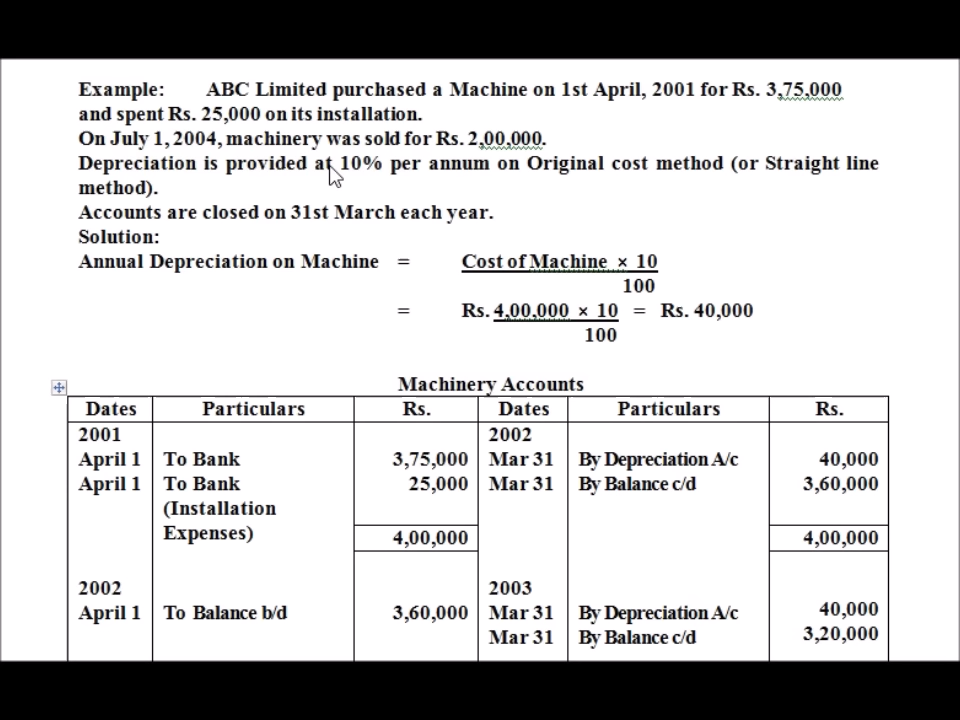 Example: ABC Limited purchased a Machine on 1st April, 2001 for Rs. 3,75,000
and spent Rs. 25,000 on its installation.
On July 1, 2004, machinery was sold for Rs. 2,00,000.
Depreciation is provided at 10% per annum on Original cost method (or Straight line
method).
Accounts are closed on 31st March each year.
Solution:
Annual Depreciation on Machine = Cost of Machine × 10
100
= Rs. 4,00,000 × 10 = Rs. 40,000
100
Machinery Accounts
Dates Particulars Rs. Dates Particulars Rs.
2001 2002
April 1 To Bank 3,75,000 Mar 31 By Depreciation A/c 40,000
April 1 To Bank 25,000 Mar 31 By Balance c/d 3,60,000
(Installation
Expenses) 4,00,000 4,00,000
2002 2003
April 1 To Balance b/d 3,60,000 Mar 31 By Depreciation A/c 40,000
Mar 31 By Balance c/d 3,20,000